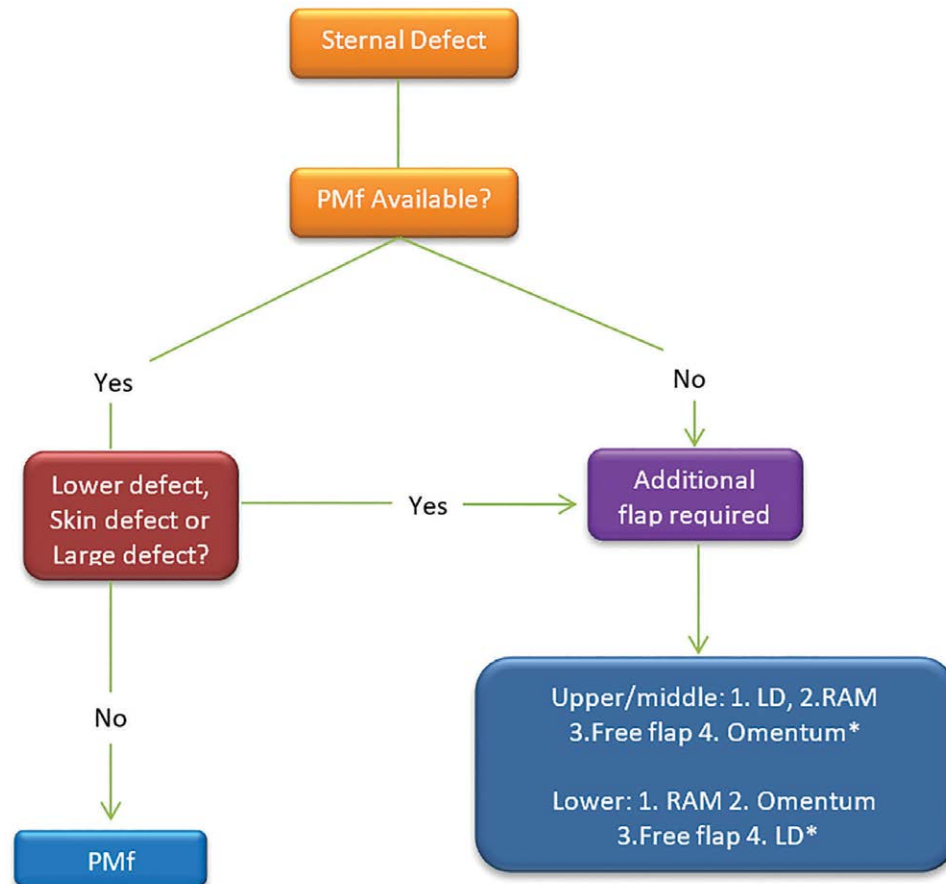 Sternal Defect
PMf Available?
Yes
No
Lower defect,
Skin defect or
Large defect?
Yes
Additional
flap required
No
Upper/middle: 1. LD, 2.RAM
3.Free flap 4. Omentum*
Lower: 1. RAM 2. Omentum
3.Free flap 4. LD*
PMf